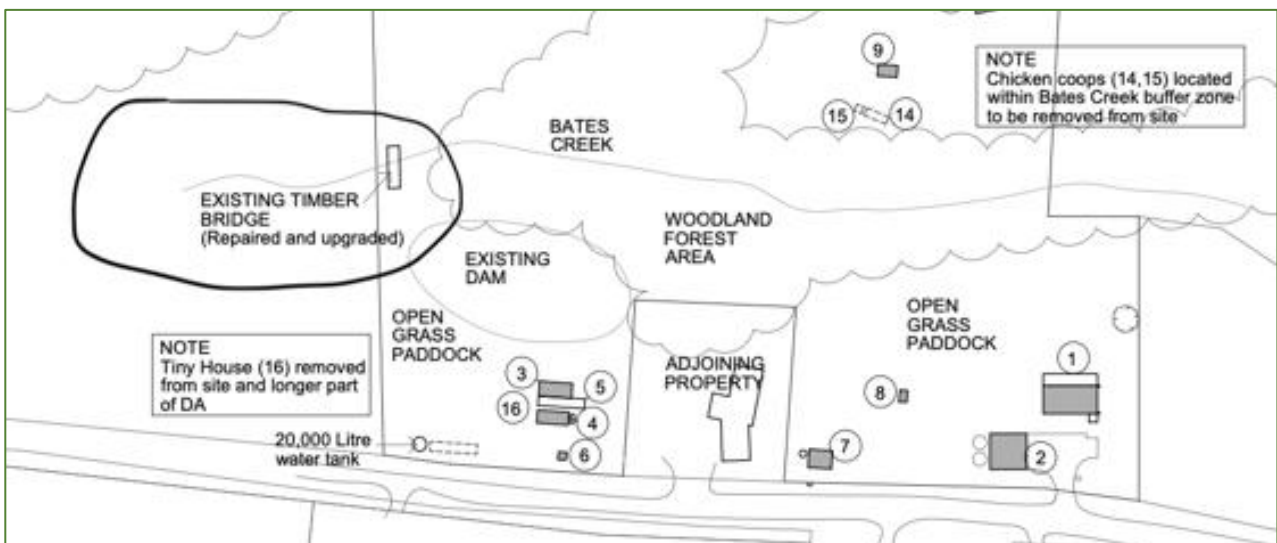 9
NOTE
Chicken coops (14,15) located
within Bates Creek buffer zone
to be removed from site
15
14
BATES
CREEK
EXISTING TIMBER
BRIDGE
(Repaired and upgraded)
WOODLAND
FOREST
AREA
EXISTING
DAM
OPEN
GRASS
PADDOCK
OPEN
GRASS
PADDOCK
NOTE
Tiny House (16) removed
from site and longer part
of DA
ADJOINING
PROPERTY
1
3
5
8
16
4
20,000 Litre
water tank
6
7
2